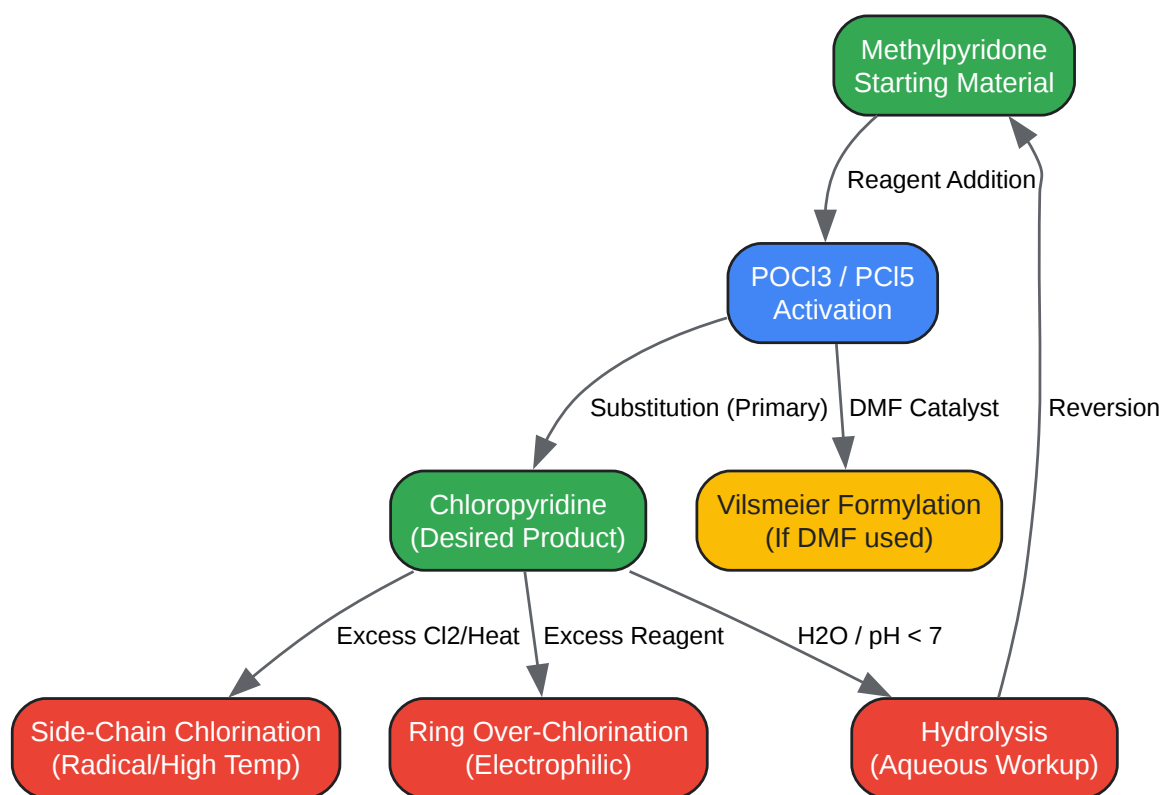 Methylpyridone
Starting Material
Reagent Addition
POCl3 / PCl5
Activation
Substitution (Primary)
DMF Catalyst
Reversion
Chloropyridine
(Desired Product)
Vilsmeier Formylation
(If DMF used)
Excess Cl2/Heat
Excess Reagent
H2O / pH < 7
Side-Chain Chlorination
(Radical/High Temp)
Ring Over-Chlorination
(Electrophilic)
Hydrolysis
(Aqueous Workup)